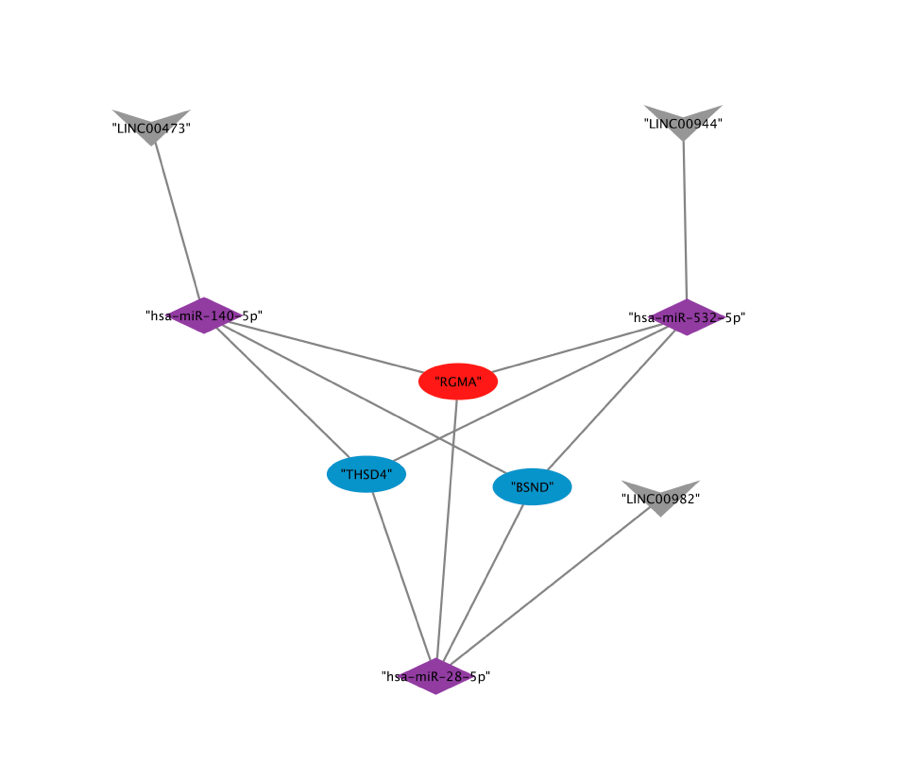 "LINC00473"
"LINC00944"
"hsa-miR-140-5p"
"hsa-miR-532-5p"
"RGMA"
"THSD4"
"BSND"
"LINC00982"
"hsa-miR-28-5p"